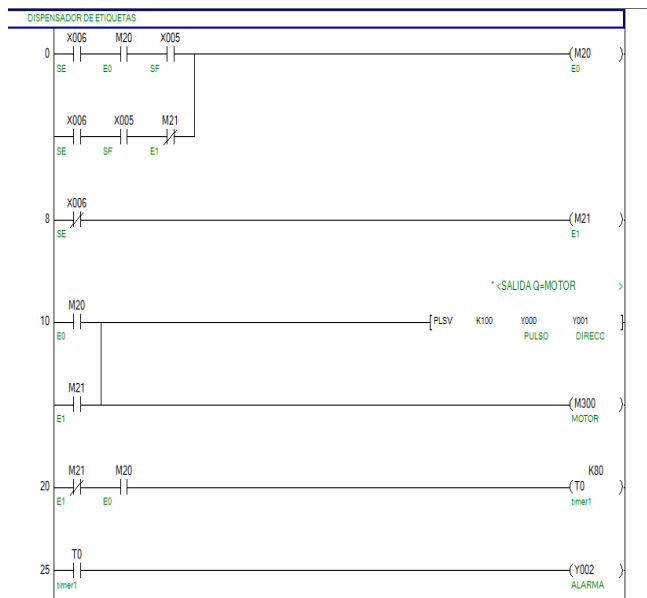 DISPENSADOR DE ETIQUETAS
X006 M20 X005
0 (M20 )
SE E0 SF E0
X006 X005 M21
SE SF E1
X006
8 (M21 )
SE E1
* <SALIDA Q=MOTOR >
M20
10 [ PLSV K100 Y000 Y001 ]
E0 PULSO DIRECC
M21
(M300 )
E1 MOTOR
M21 M20 K80
20 (T0 )
E1 E0 timer1
T0
25 (Y002 )
timer1 ALARMA